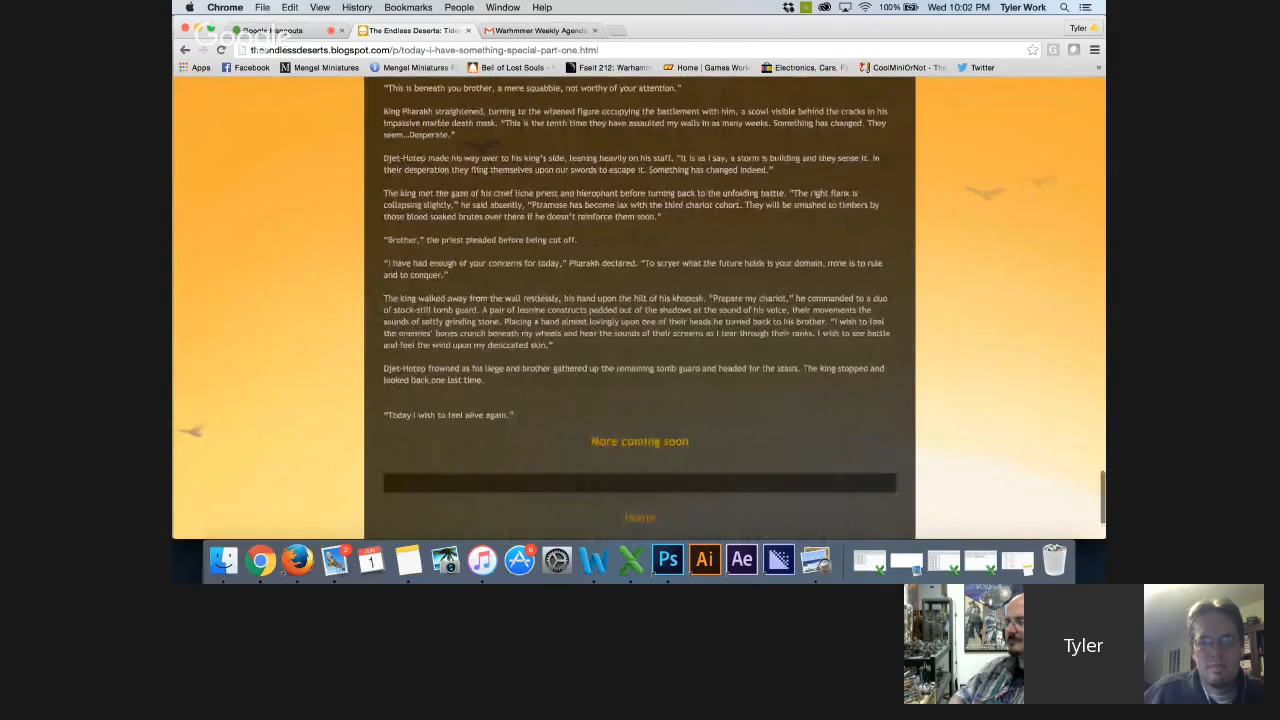 Chrome File Edit View History Bookmarks People Window Help 100% Wed 10:02 PM Tyler Work
Google Hangouts The Endless Deserts: Tides Warhmmer Weekly Agenda Tyler
Google
theendlessdeserts.blogspot.com/p/today-i-have-something-special-part-one.html
Apps Facebook Mengel Miniatures Mengel Miniatures Bell of Lost Souls - Faeit 212: Warhamm Home | Games Work Electronics, Cars, Fa CoolMiniOrNot - The Twitter »
"This is beneath you brother, a mere squabble, not worthy of your attention."
King Pharakh straightened, turning to the wizened figure occupying the battlement with him, a scowl visible behind the cracks in his
impassive marble death mask. "This is the tenth time they have assaulted my walls in as many weeks. Something has changed. They
seem...Desperate."
Djet-Hotep made his way over to his king's side, leaning heavily on his staff. "It is as I say, a storm is building and they sense it. In
their desperation they fling themselves upon our swords to escape it. Something has changed indeed."
The king met the gaze of his chief liche priest and hierophant before turning back to the unfolding battle. "The right flank is
collapsing slightly," he said absently, "Ptramose has become lax with the third chariot cohort. They will be smashed to timbers by
those blood soaked brutes over there if he doesn't reinforce them soon."
"Brother," the priest pleaded before being cut off.
"I have had enough of your concerns for today," Pharakh declared. "To scryer what the future holds is your domain, mine is to rule
and to conquer."
The king walked away from the wall restlessly, his hand upon the hilt of his khopesh. "Prepare my chariot," he commanded to a duo
of stock-still tomb guard. A pair of leonine constructs padded out of the shadows at the sound of his voice, their movements the
sounds of softly grinding stone. Placing a hand almost lovingly upon one of their heads he turned back to his brother. "I wish to feel
the enemies' bones crunch beneath my wheels and hear the sounds of their screams as I tear through their ranks. I wish to see battle
and feel the wind upon my desiccated skin."
Djet-Hotep frowned as his liege and brother gathered up the remaining tomb guard and headed for the stairs. The king stopped and
looked back one last time.
"Today I wish to feel alive again."
More coming soon
Home
2 JUN 1 6 W X Ps Ai Ae
Tyler